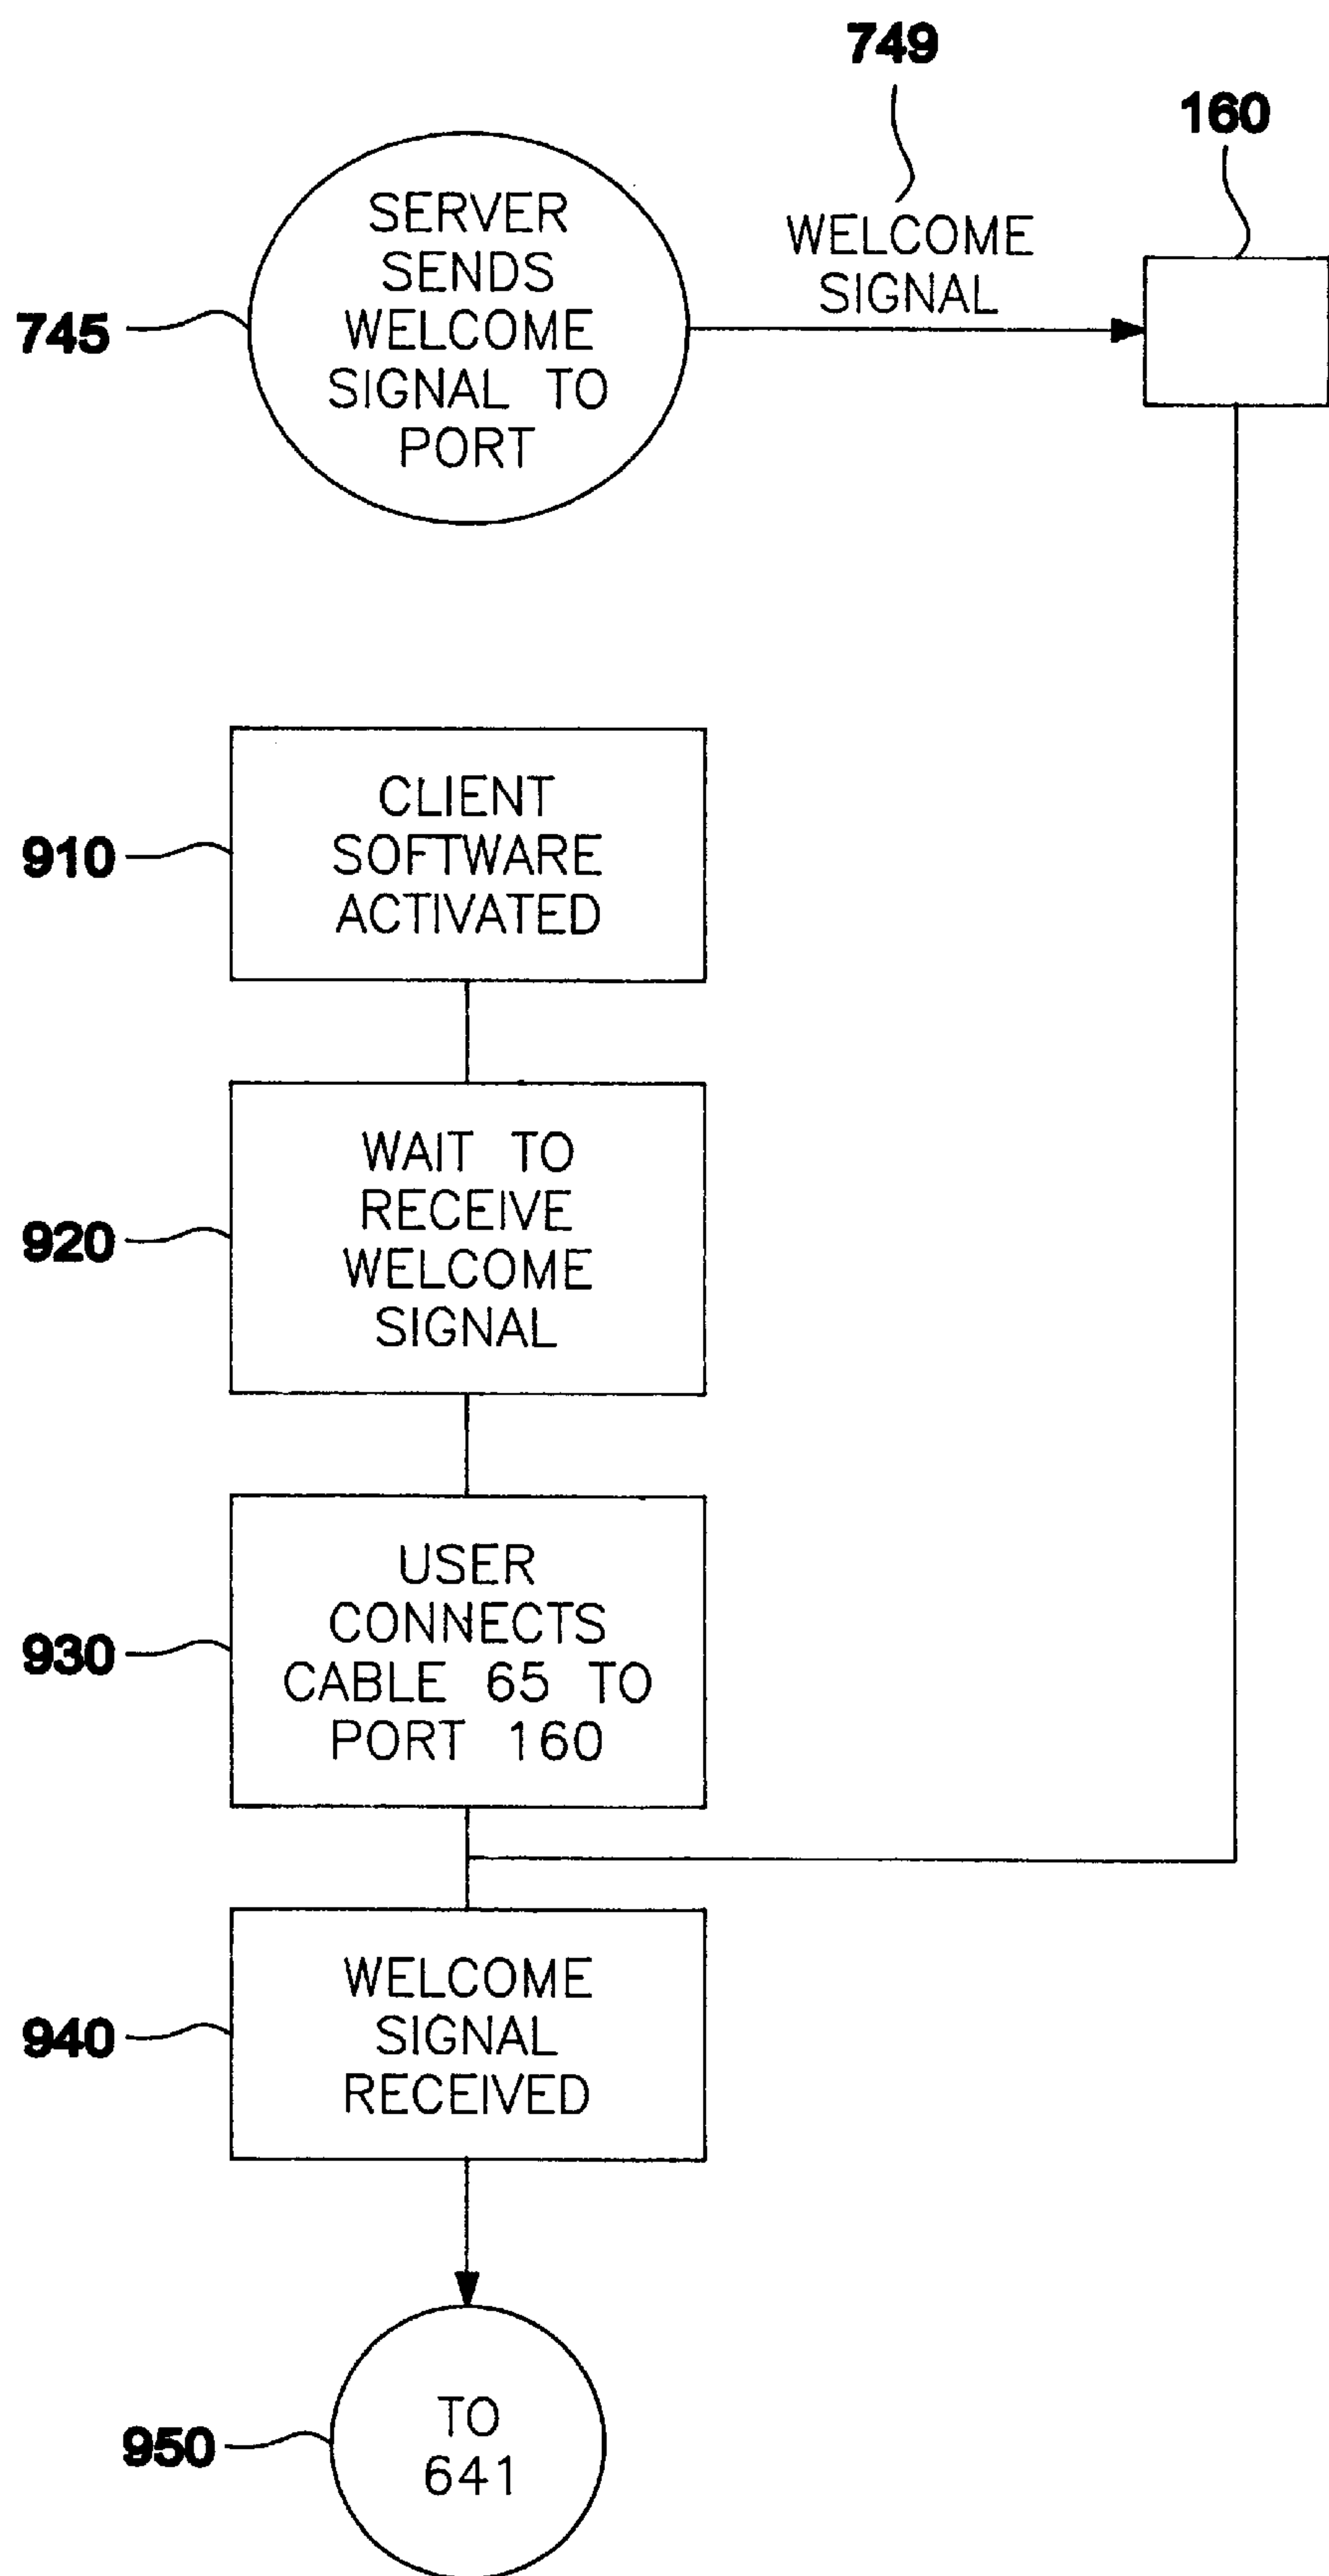 749
160
SERVER
SENDS
WELCOME
SIGNAL TO
PORT
WELCOME
SIGNAL
745
CLIENT
SOFTWARE
ACTIVATED
910
WAIT TO
RECEIVE
WELCOME
SIGNAL
920
USER
CONNECTS
CABLE 65 TO
PORT 160
930
WELCOME
SIGNAL
RECEIVED
940
TO
641
950